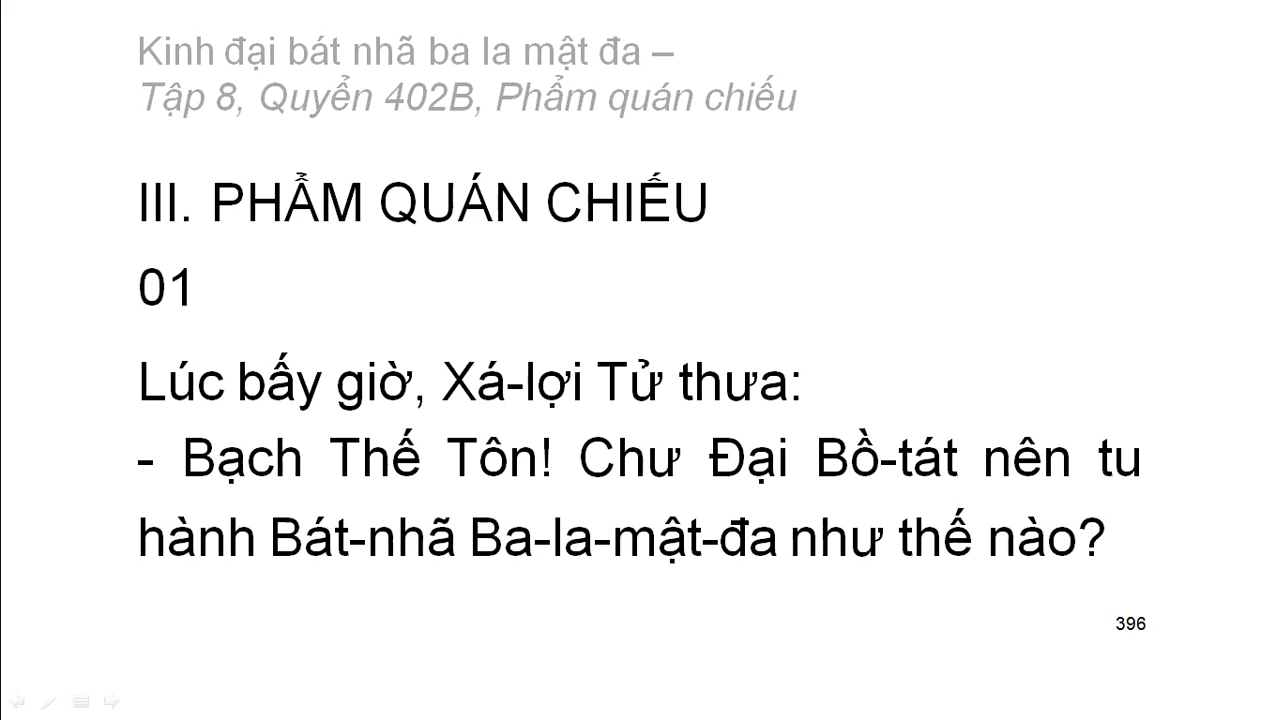 Kinh đại bát nhã ba la mật đa –
Tập 8, Quyển 402B, Phẩm quán chiếu
III. PHẨM QUÁN CHIẾU
01
Lúc bấy giờ, Xá-lợi Tử thưa:
- Bạch Thế Tôn! Chư Đại Bồ-tát nên tu
hành Bát-nhã Ba-la-mật-đa như thế nào?
396